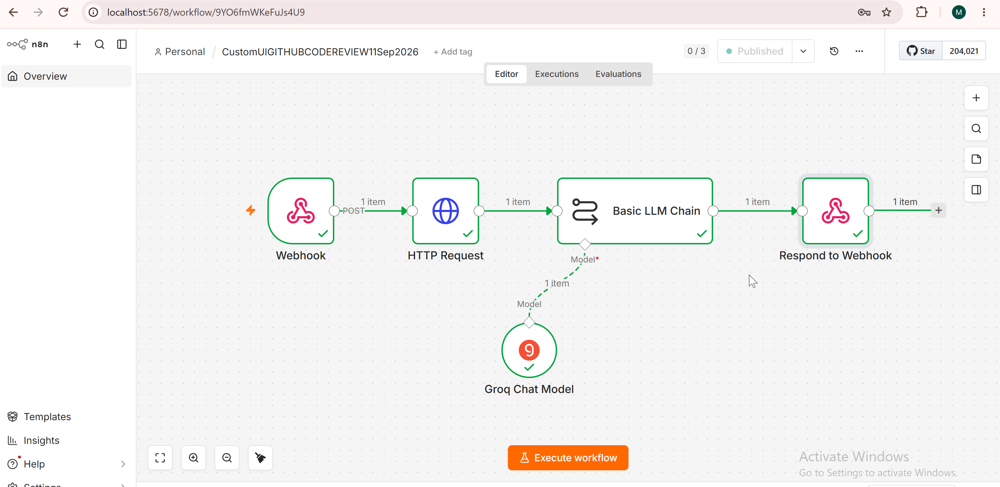 localhost:5678/workflow/9YO6fmWKeFuJs4U9
M
n8n
Personal / CustomUIGITHUBCODEREVIEW11Sep2026 + Add tag
0 / 3
Published
Star 204,021
Overview
Editor Executions Evaluations
1 item
POST
1 item
Basic LLM Chain
1 item
1 item
Webhook
HTTP Request
Respond to Webhook
Model*
1 item
Model
Groq Chat Model
Templates
Insights
Help
Settings
Execute workflow
Activate Windows
Go to Settings to activate Windows.